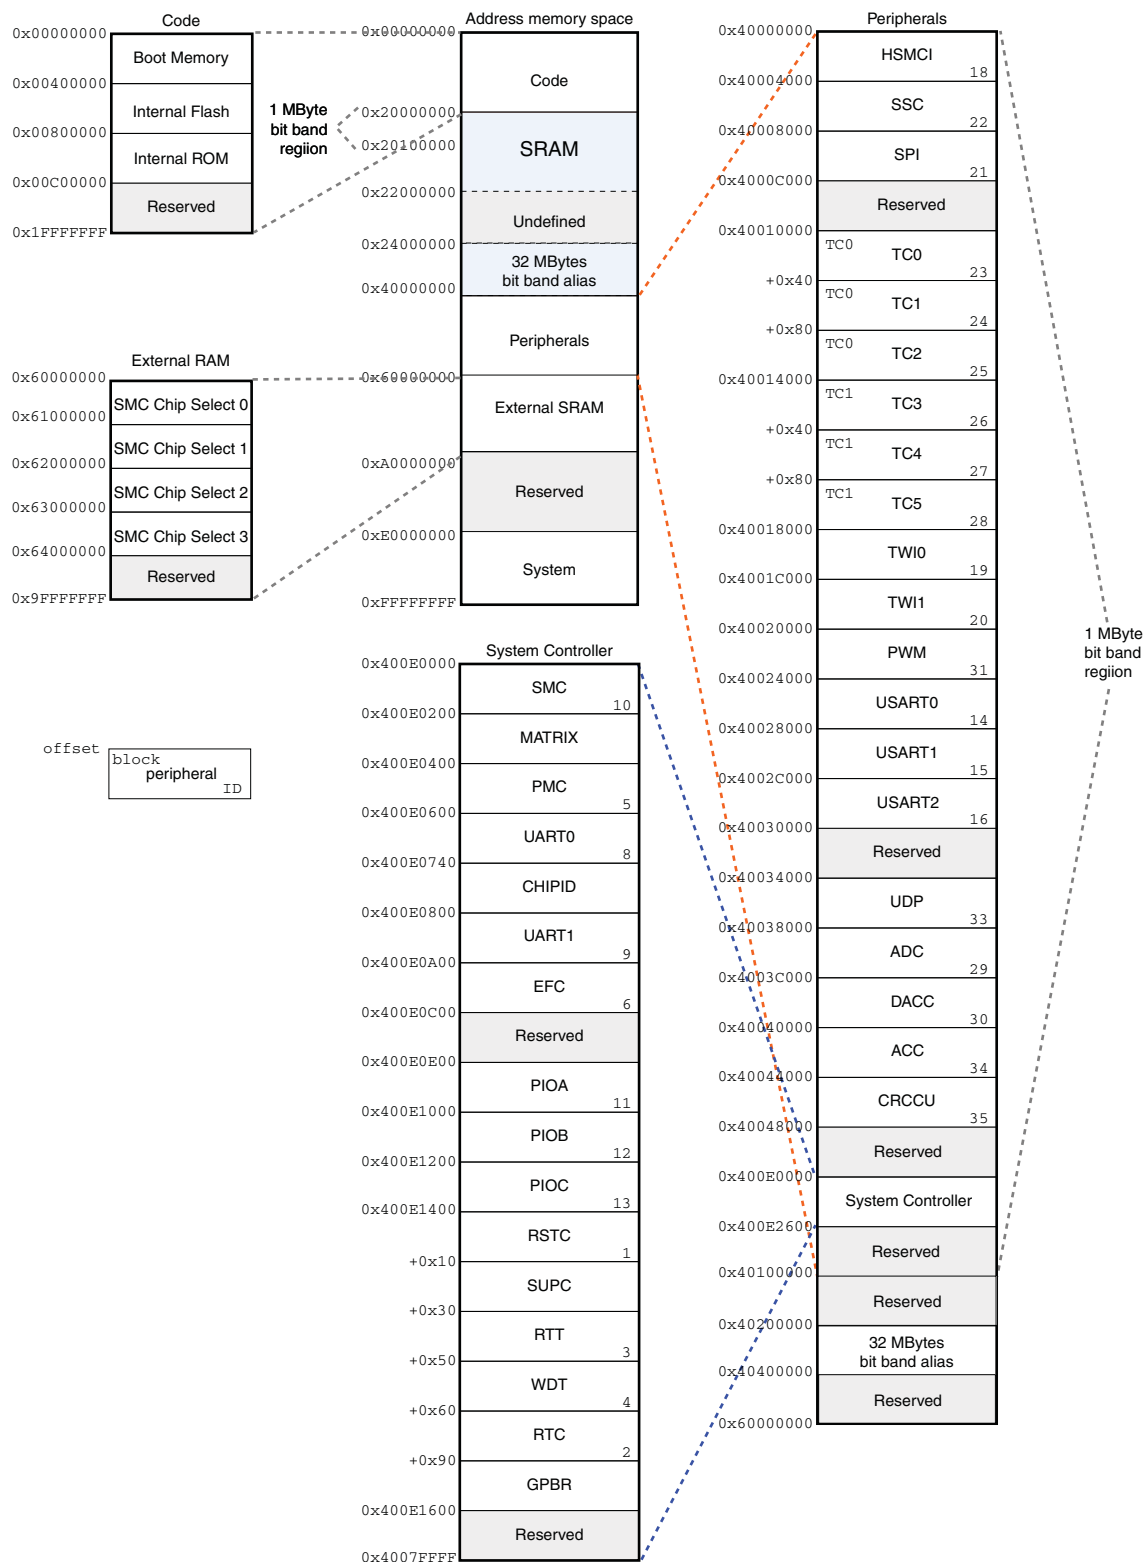 Code
0x00000000
Boot Memory
0x00400000
Internal Flash
0x00800000
Internal ROM
0x00C00000
Reserved
0x1FFFFFFF
1 MByte
bit band
regiion
External RAM
0x60000000
SMC Chip Select 0
0x61000000
SMC Chip Select 1
0x62000000
SMC Chip Select 2
0x63000000
SMC Chip Select 3
0x64000000
Reserved
0x9FFFFFFF
offset
block
peripheral
ID
Address memory space
0x00000000
Code
0x20000000
0x20100000
SRAM
0x22000000
Undefined
0x24000000
32 MBytes
bit band alias
0x40000000
Peripherals
0x60000000
External SRAM
0xA0000000
Reserved
0xE0000000
System
0xFFFFFFFF
System Controller
0x400E0000
SMC
10
0x400E0200
MATRIX
0x400E0400
PMC
5
0x400E0600
UART0
8
0x400E0740
CHIPID
0x400E0800
UART1
9
0x400E0A00
EFC
6
0x400E0C00
Reserved
0x400E0E00
PIOA
11
0x400E1000
PIOB
12
0x400E1200
PIOC
13
0x400E1400
RSTC
1
+0x10
SUPC
+0x30
RTT
3
+0x50
WDT
4
+0x60
RTC
2
+0x90
GPBR
0x400E1600
Reserved
0x4007FFFF
Peripherals
0x40000000
HSMCI
18
0x40004000
SSC
22
0x40008000
SPI
21
0x4000C000
Reserved
0x40010000
TC0
TC0
23
+0x40
TC0
TC1
24
+0x80
TC0
TC2
25
0x40014000
TC1
TC3
26
+0x40
TC1
TC4
27
+0x80
TC1
TC5
28
0x40018000
TWI0
19
0x4001C000
TWI1
20
0x40020000
PWM
31
0x40024000
USART0
14
0x40028000
USART1
15
0x4002C000
USART2
16
0x40030000
Reserved
0x40034000
UDP
33
0x40038000
ADC
29
0x4003C000
DACC
30
0x40040000
ACC
34
0x40044000
CRCCU
35
0x40048000
Reserved
0x400E0000
System Controller
0x400E2600
Reserved
0x40100000
Reserved
0x40200000
32 MBytes
bit band alias
0x40400000
Reserved
0x60000000
1 MByte
bit band
regiion